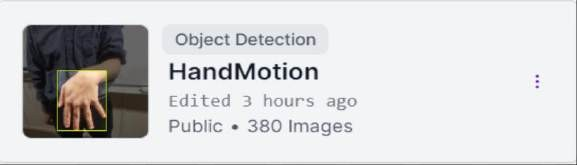 Object Detection
HandMotion
Edited 3 hours ago
Public • 380 Images